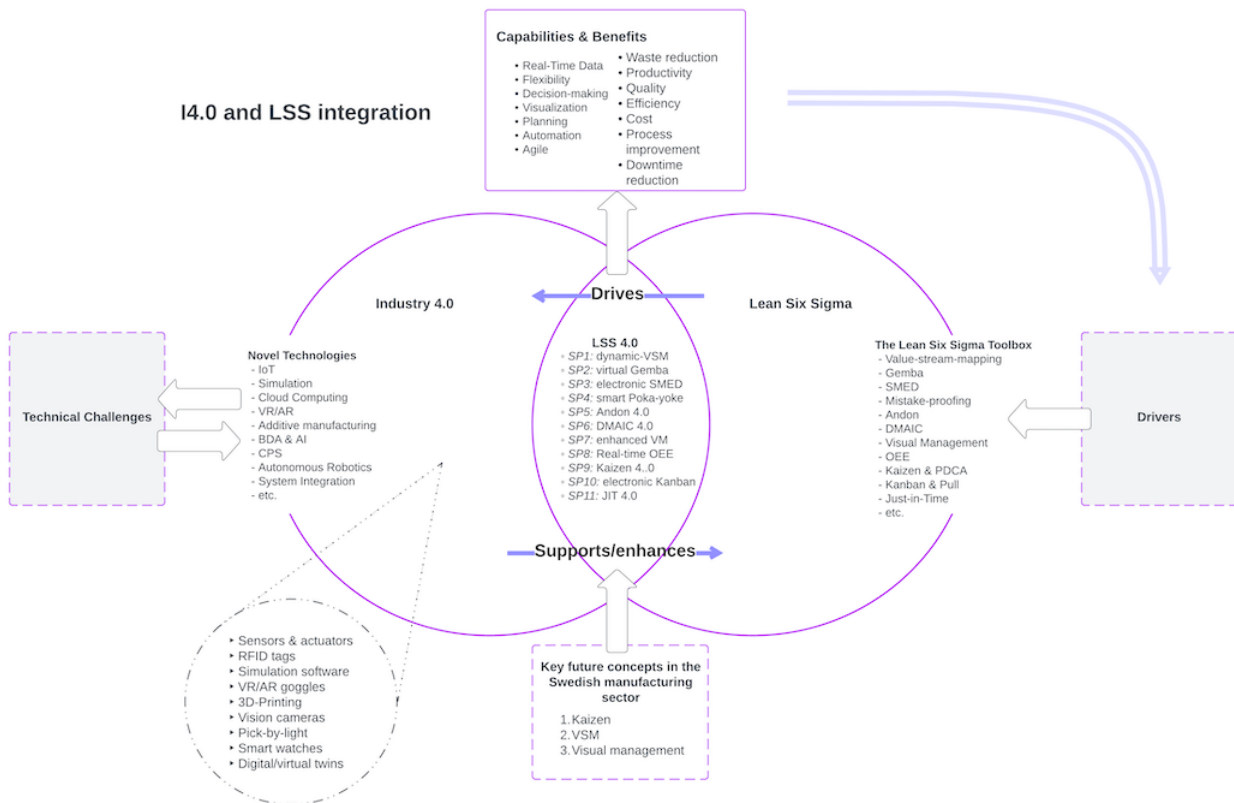 Capabilities & Benefits
• Real-Time Data
• Flexibility
• Decision-making
• Visualization
• Planning
• Automation
• Agile
• Waste reduction
• Productivity
• Quality
• Efficiency
• Cost
• Process
improvement
• Downtime
reduction
I4.0 and LSS integration
Drives
Industry 4.0
Lean Six Sigma
Technical Challenges
Novel Technologies
- IoT
- Simulation
- Cloud Computing
- VR/AR
- Additive manufacturing
- BDA & AI
- CPS
- Autonomous Robotics
- System Integration
- etc.
LSS 4.0
◦ SP1: dynamic-VSM
◦ SP2: virtual Gemba
◦ SP3: electronic SMED
◦ SP4: smart Poka-yoke
◦ SP5: Andon 4.0
◦ SP6: DMAIC 4.0
◦ SP7: enhanced VM
◦ SP8: Real-time OEE
◦ SP9: Kaizen 4..0
◦ SP10: electronic Kanban
◦ SP11: JIT 4.0
The Lean Six Sigma Toolbox
- Value-stream-mapping
- Gemba
- SMED
- Mistake-proofing
- Andon
- DMAIC
- Visual Management
- OEE
- Kaizen & PDCA
- Kanban & Pull
- Just-in-Time
- etc.
Drivers
Supports/enhances
‣ Sensors & actuators
‣ RFID tags
‣ Simulation software
‣ VR/AR goggles
‣ 3D-Printing
‣ Vision cameras
‣ Pick-by-light
‣ Smart watches
‣ Digital/virtual twins
Key future concepts in the
Swedish manufacturing
sector
1. Kaizen
2. VSM
3. Visual management